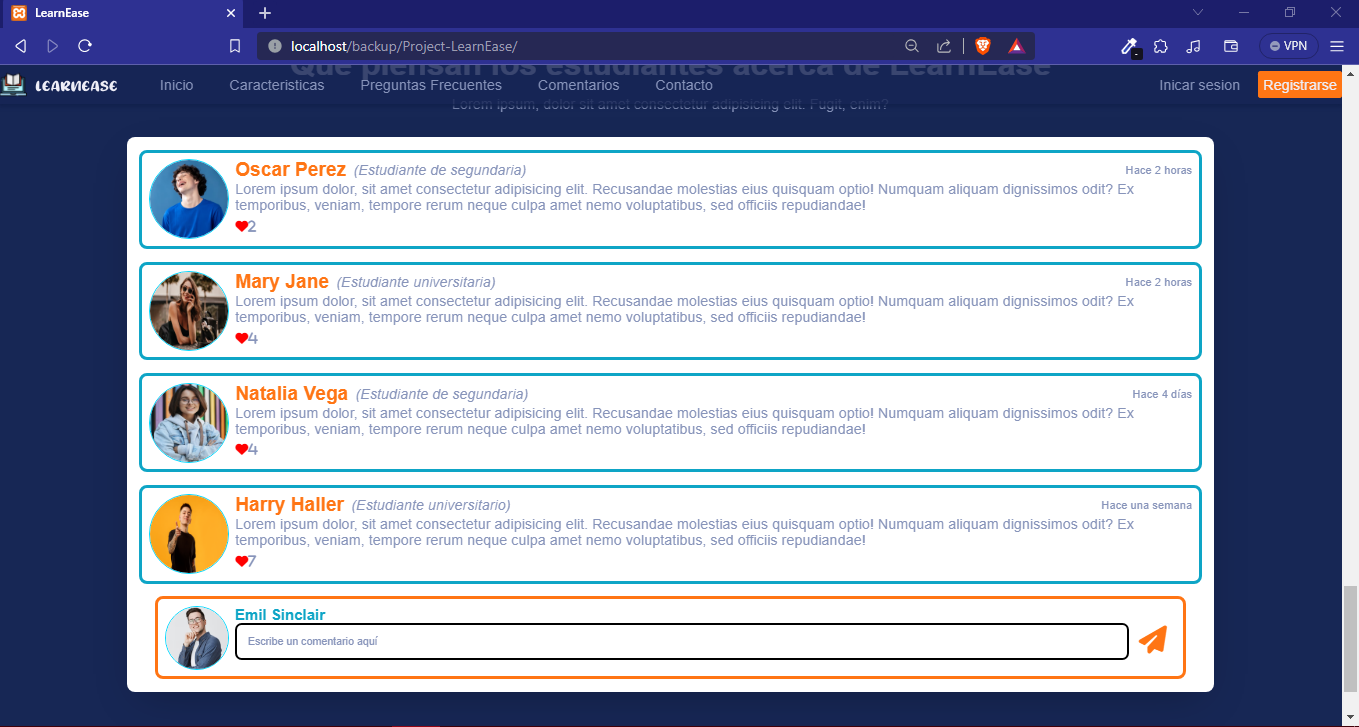 LearnEase
localhost/backup/Project-LearnEase/
VPN
Que piensan los estudiantes acerca de LearnEase
LEARNEASE
Inicio
Caracteristicas
Preguntas Frecuentes
Comentarios
Contacto
Inicar sesion
Registrarse
Lorem ipsum, dolor sit amet consectetur adipisicing elit. Fugit, enim?
Oscar Perez (Estudiante de segundaria)
Hace 2 horas
Lorem ipsum dolor, sit amet consectetur adipisicing elit. Recusandae molestias eius quisquam optio! Numquam aliquam dignissimos odit? Ex
temporibus, veniam, tempore rerum neque culpa amet nemo voluptatibus, sed officiis repudiandae!
2
Mary Jane (Estudiante universitaria)
Hace 2 horas
Lorem ipsum dolor, sit amet consectetur adipisicing elit. Recusandae molestias eius quisquam optio! Numquam aliquam dignissimos odit? Ex
temporibus, veniam, tempore rerum neque culpa amet nemo voluptatibus, sed officiis repudiandae!
4
Natalia Vega (Estudiante de segundaria)
Hace 4 días
Lorem ipsum dolor, sit amet consectetur adipisicing elit. Recusandae molestias eius quisquam optio! Numquam aliquam dignissimos odit? Ex
temporibus, veniam, tempore rerum neque culpa amet nemo voluptatibus, sed officiis repudiandae!
4
Harry Haller (Estudiante universitario)
Hace una semana
Lorem ipsum dolor, sit amet consectetur adipisicing elit. Recusandae molestias eius quisquam optio! Numquam aliquam dignissimos odit? Ex
temporibus, veniam, tempore rerum neque culpa amet nemo voluptatibus, sed officiis repudiandae!
7
Emil Sinclair
Escribe un comentario aquí